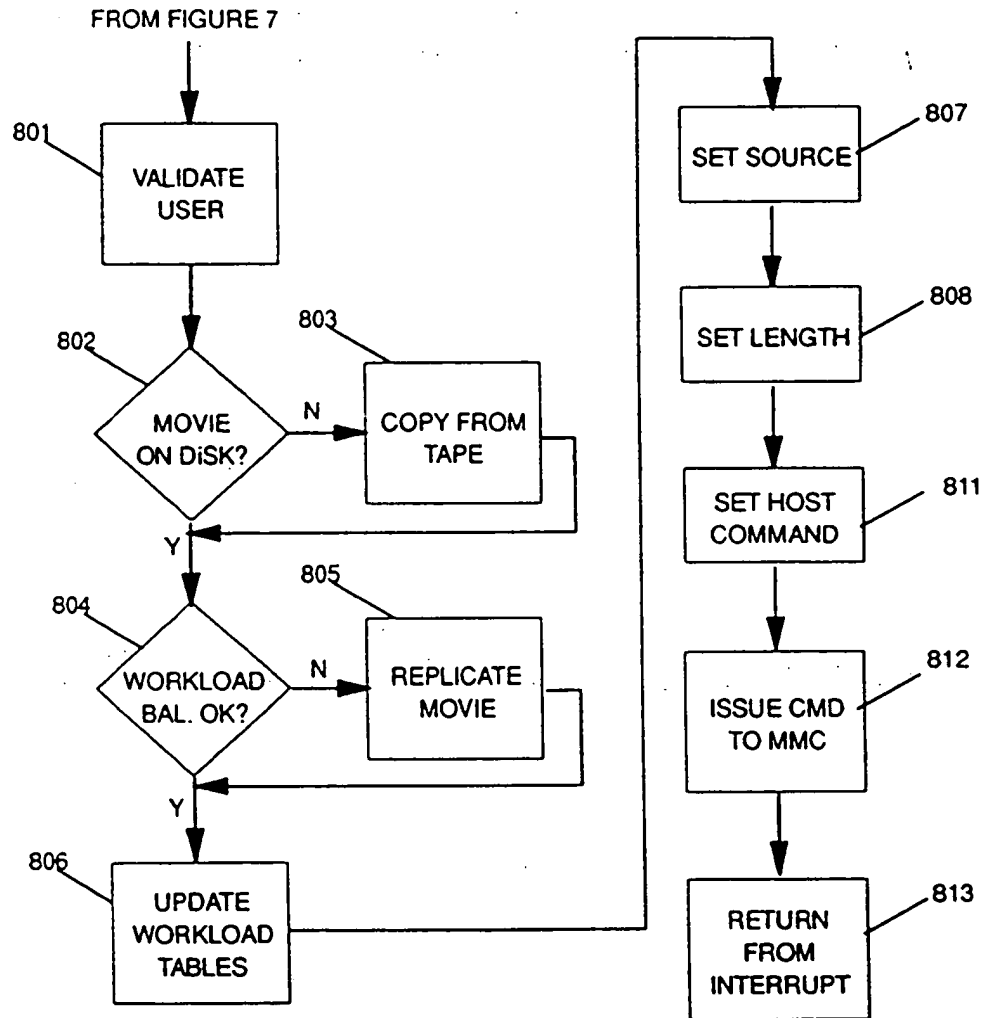 FROM FIGURE 7
801
VALIDATE
USER
802
MOVIE
ON DiSK?
N
803
COPY FROM
TAPE
Y
804
WORKLOAD
BAL. OK?
N
805
REPLICATE
MOVIE
Y
806
UPDATE
WORKLOAD
TABLES
807
SET SOURCE
808
SET LENGTH
811
SET HOST
COMMAND
812
ISSUE CMD
TO MMC
813
RETURN
FROM
INTERRUPT